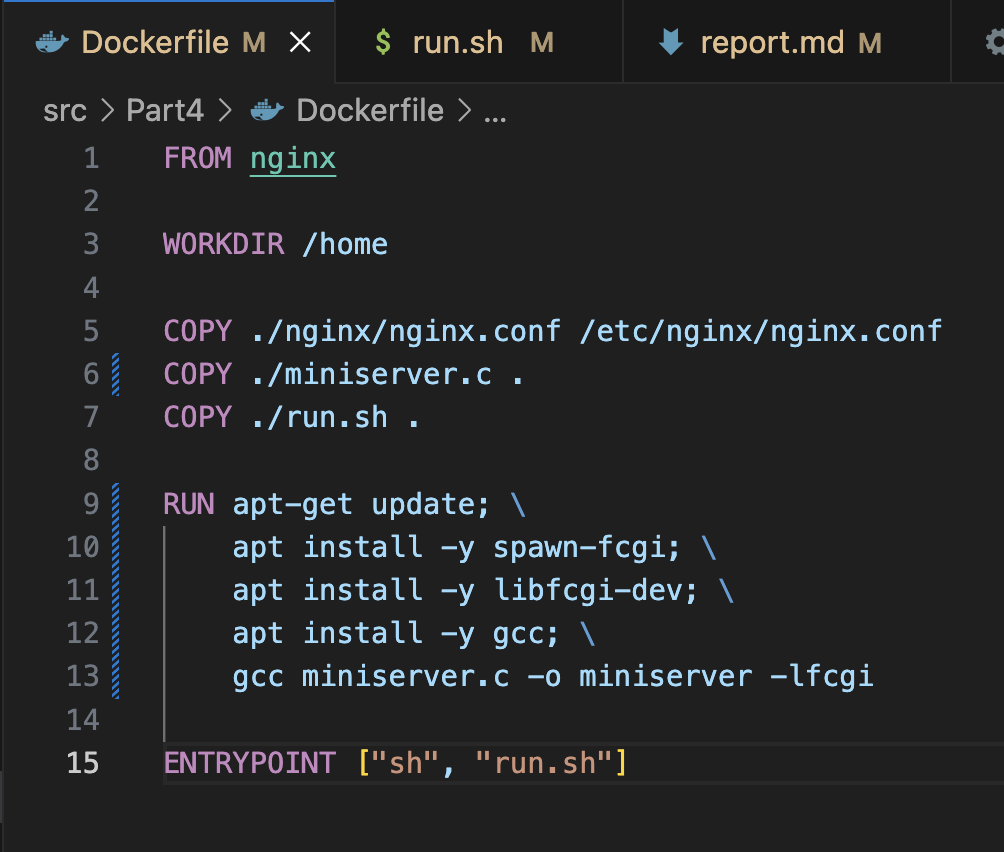 Dockerfile M × $ run.sh M report.md M
src > Part4 > Dockerfile > ...
1 FROM nginx
2
3 WORKDIR /home
4
5 COPY ./nginx/nginx.conf /etc/nginx/nginx.conf
6 COPY ./miniserver.c .
7 COPY ./run.sh .
8
9 RUN apt-get update; \
10 apt install -y spawn-fcgi; \
11 apt install -y libfcgi-dev; \
12 apt install -y gcc; \
13 gcc miniserver.c -o miniserver -lfcgi
14
15 ENTRYPOINT ["sh", "run.sh"]